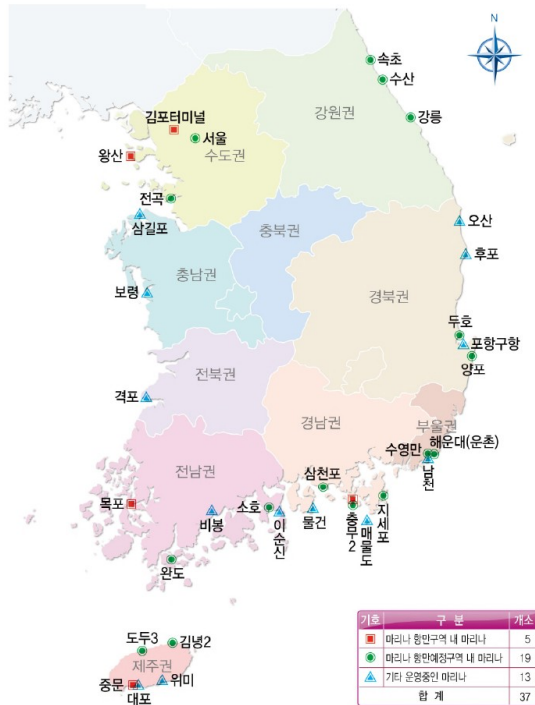 N
속초
수산
강릉
강원권
김포터미널
서울
수도권
왕산
전곡
삼길포
오산
후포
충북권
충남권
경북권
보령
두호
포항구항
양포
전북권
격포
경남권
부울권
수영만
해운대(운촌)
남천
전남권
삼천포
목포
비봉
소호
이순신
물건
충무2
매물도
지세포
완도
도두3
김녕2
제주권
중문
대포
위미
기호 구 분 개소
마리나 항만구역 내 마리나 5
마리나 항만예정구역 내 마리나 19
기타 운영중인 마리나 13
합 계 37